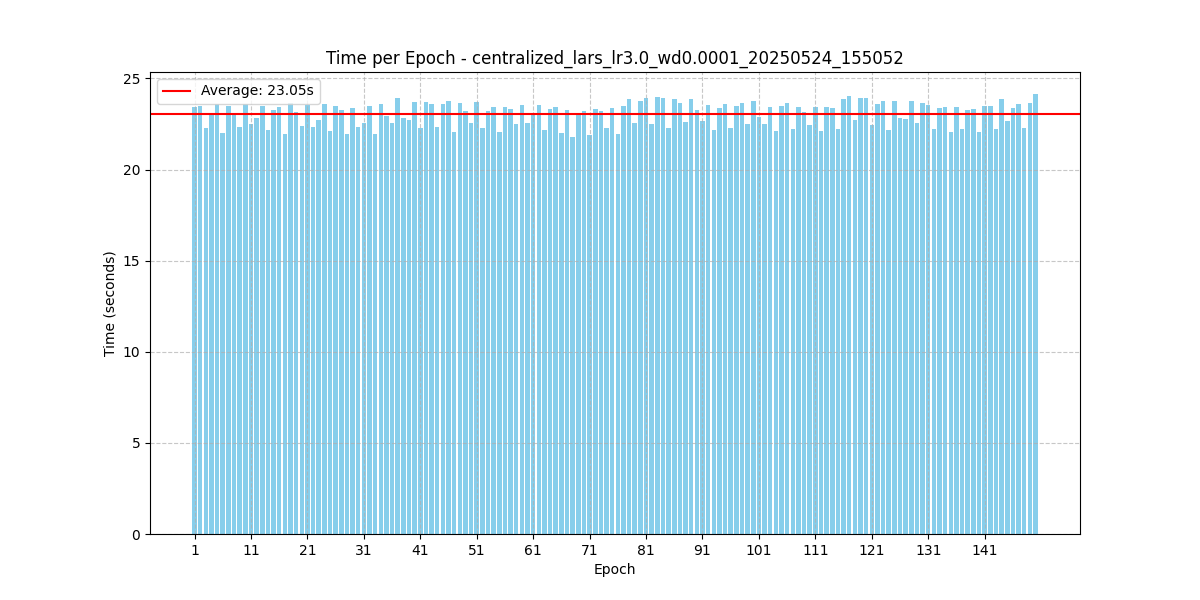 Time per Epoch - centralized_lars_lr3.0_wd0.0001_20250524_155052
Average: 23.05s
25
20
15
10
5
0
Time (seconds)
1 11 21 31 41 51 61 71 81 91 101 111 121 131 141
Epoch